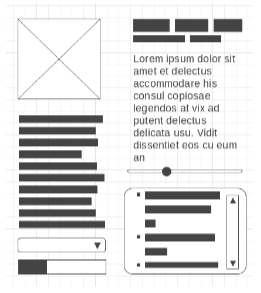 Lorem ipsum dolor sit
amet et delectus
accommodare his
consul copiosae
legendos at vix ad
putent delectus
delicata usu. Vidit
dissentiet eos cu eum
an